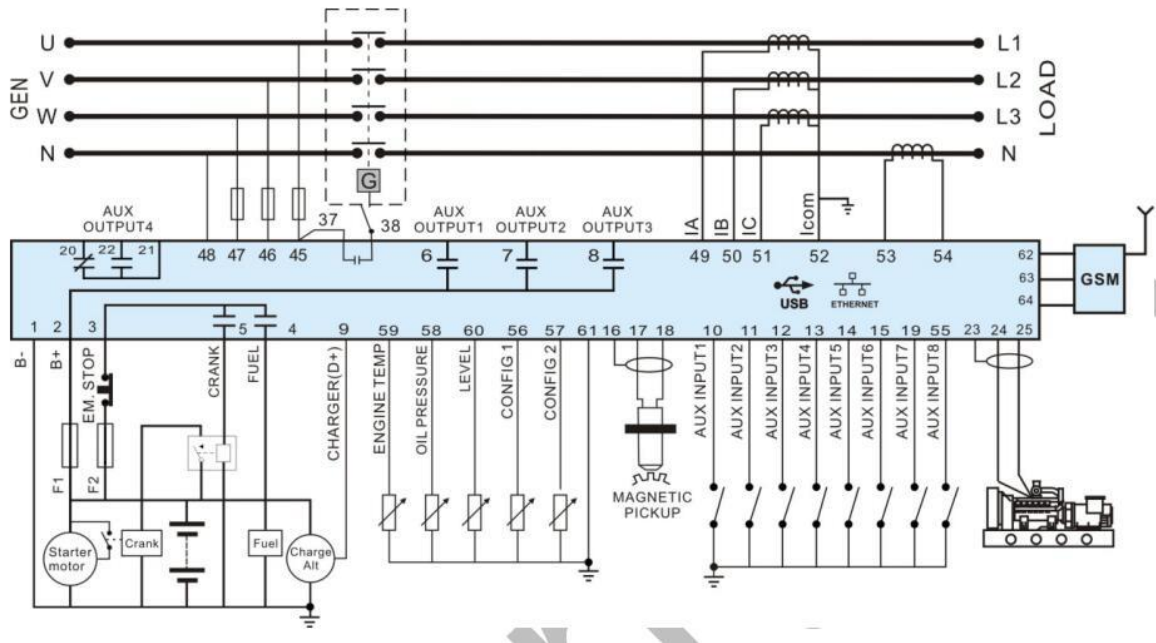 U
V
W
N
GEN
G
L1
L2
L3
N
LOAD
AUX
OUTPUT4
37
38
AUX
OUTPUT1
AUX
OUTPUT2
AUX
OUTPUT3
IA
IB
IC
Icom
20
22
21
48
47
46
45
6
7
8
49
50
51
52
53
54
62
63
64
USB
ETHERNET
GSM
1
2
3
5
4
9
59
58
60
56
57
61
16
17
18
10
11
12
13
14
15
19
55
23
24
25
B-
B+
EM. STOP
CRANK
FUEL
CHARGER(D+)
ENGINE TEMP
OIL PRESSURE
LEVEL
CONFIG 1
CONFIG 2
AUX INPUT1
AUX INPUT2
AUX INPUT3
AUX INPUT4
AUX INPUT5
AUX INPUT6
AUX INPUT7
AUX INPUT8
F1
F2
MAGNETIC
PICKUP
Starter
motor
Crank
Fuel
Charge
Alt